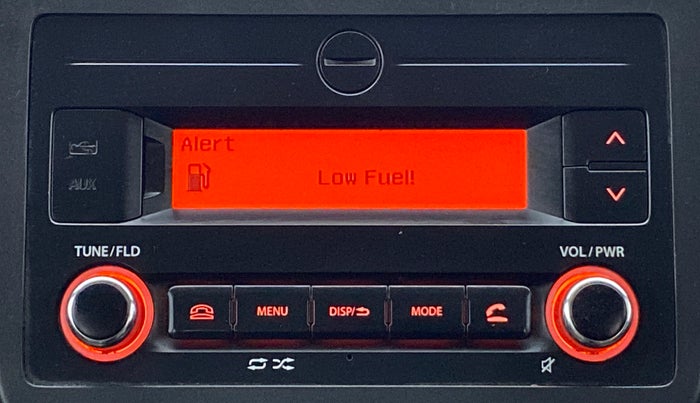 Alert
Low Fuel!
AUX
TUNE/FLD
VOL/PWR
MENU
DISP/
MODE